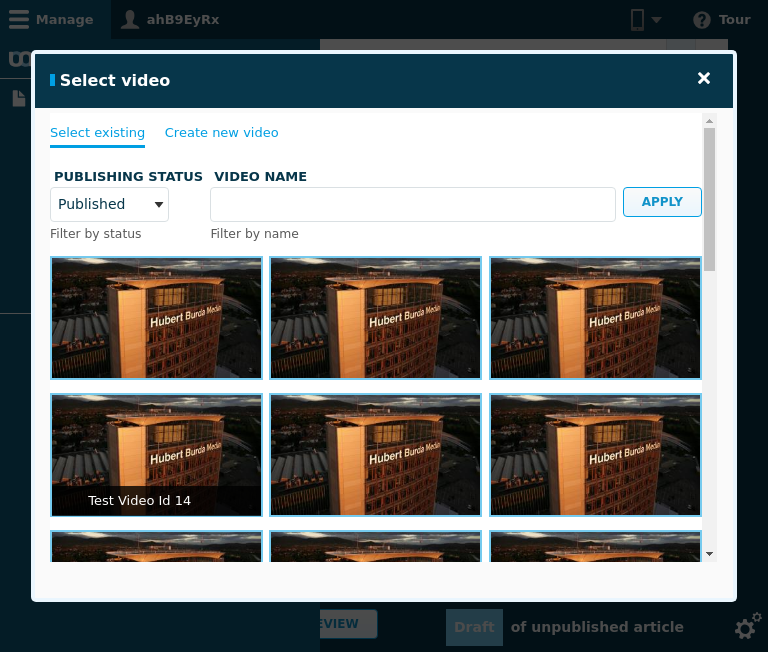 Manage
ahB9EyRx
Tour
Select video
Select existing
Create new video
PUBLISHING STATUS
VIDEO NAME
Published
APPLY
Filter by status
Filter by name
Hubert Burda Media
Hubert Burda Media
Hubert Burda Media
Hubert Burda Media
Hubert Burda Media
Hubert Burda Media
Test Video Id 14
Draft of unpublished article